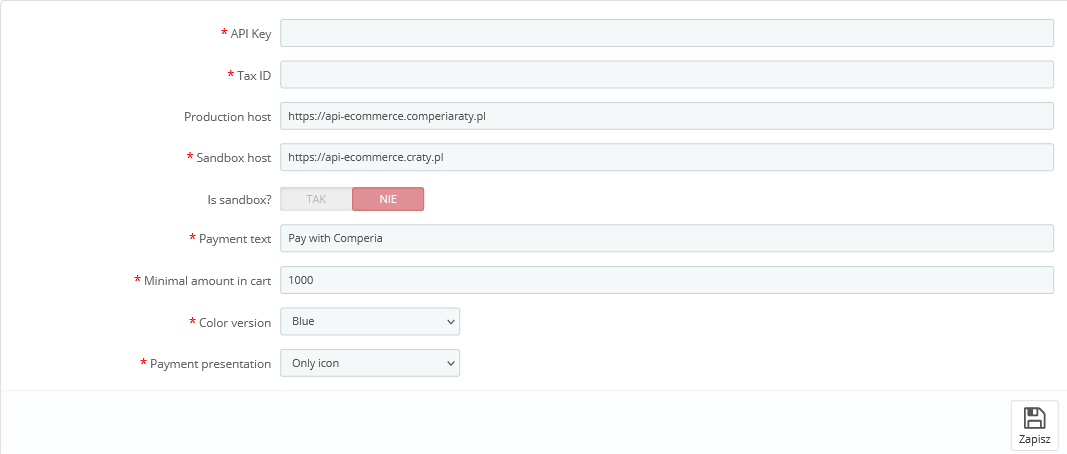 * API Key
* Tax ID
Production host https://api-ecommerce.comperiaraty.pl
* Sandbox host https://api-ecommerce.craty.pl
Is sandbox? TAK NIE
* Payment text Pay with Comperia
* Minimal amount in cart 1000
* Color version Blue
* Payment presentation Only icon
Zapisz